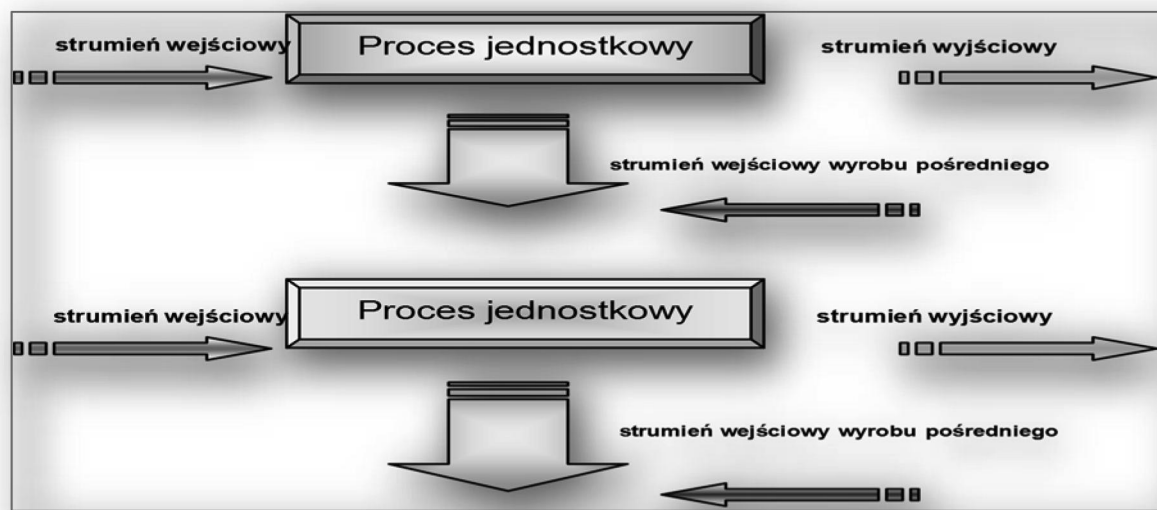 strumień wejściowy
Proces jednostkowy
strumień wyjściowy
strumień wejściowy wyrobu pośredniego
strumień wejściowy
Proces jednostkowy
strumień wyjściowy
strumień wejściowy wyrobu pośredniego